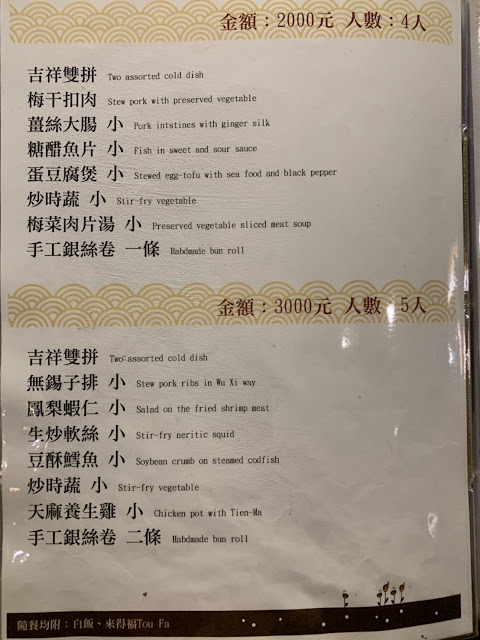 金額：2000元 人數：4人
吉祥雙拼 Two assorted cold dish
梅干扣肉 Stew pork with preserved vegetable
薑絲大腸 小 Pork intstines with ginger silk
糖醋魚片 小 Fish in sweet and sour sauce
蛋豆腐煲 小 Stewed egg-tofu with sea food and black pepper
炒時蔬 小 Stir-fry vegetable
梅菜肉片湯 小 Preserved vegetable sliced meat soup
手工銀絲卷 一條 Habdmade bun roll
金額：3000元 人數：5人
吉祥雙拼 Two assorted cold dish
無錫子排 小 Stew pork ribs in Wu Xi way
鳳梨蝦仁 小 Salad on the fried shrimp meat
生炒軟絲 小 Stir-fry neritic squid
豆酥鱈魚 小 Soybean crumb on steamed codfish
炒時蔬 小 Stir-fry vegetable
天麻養生雞 小 Chicken pot with Tien-Ma
手工銀絲卷 二條 Habdmade bun roll
隨餐均附：白飯、來得福Tou Fa